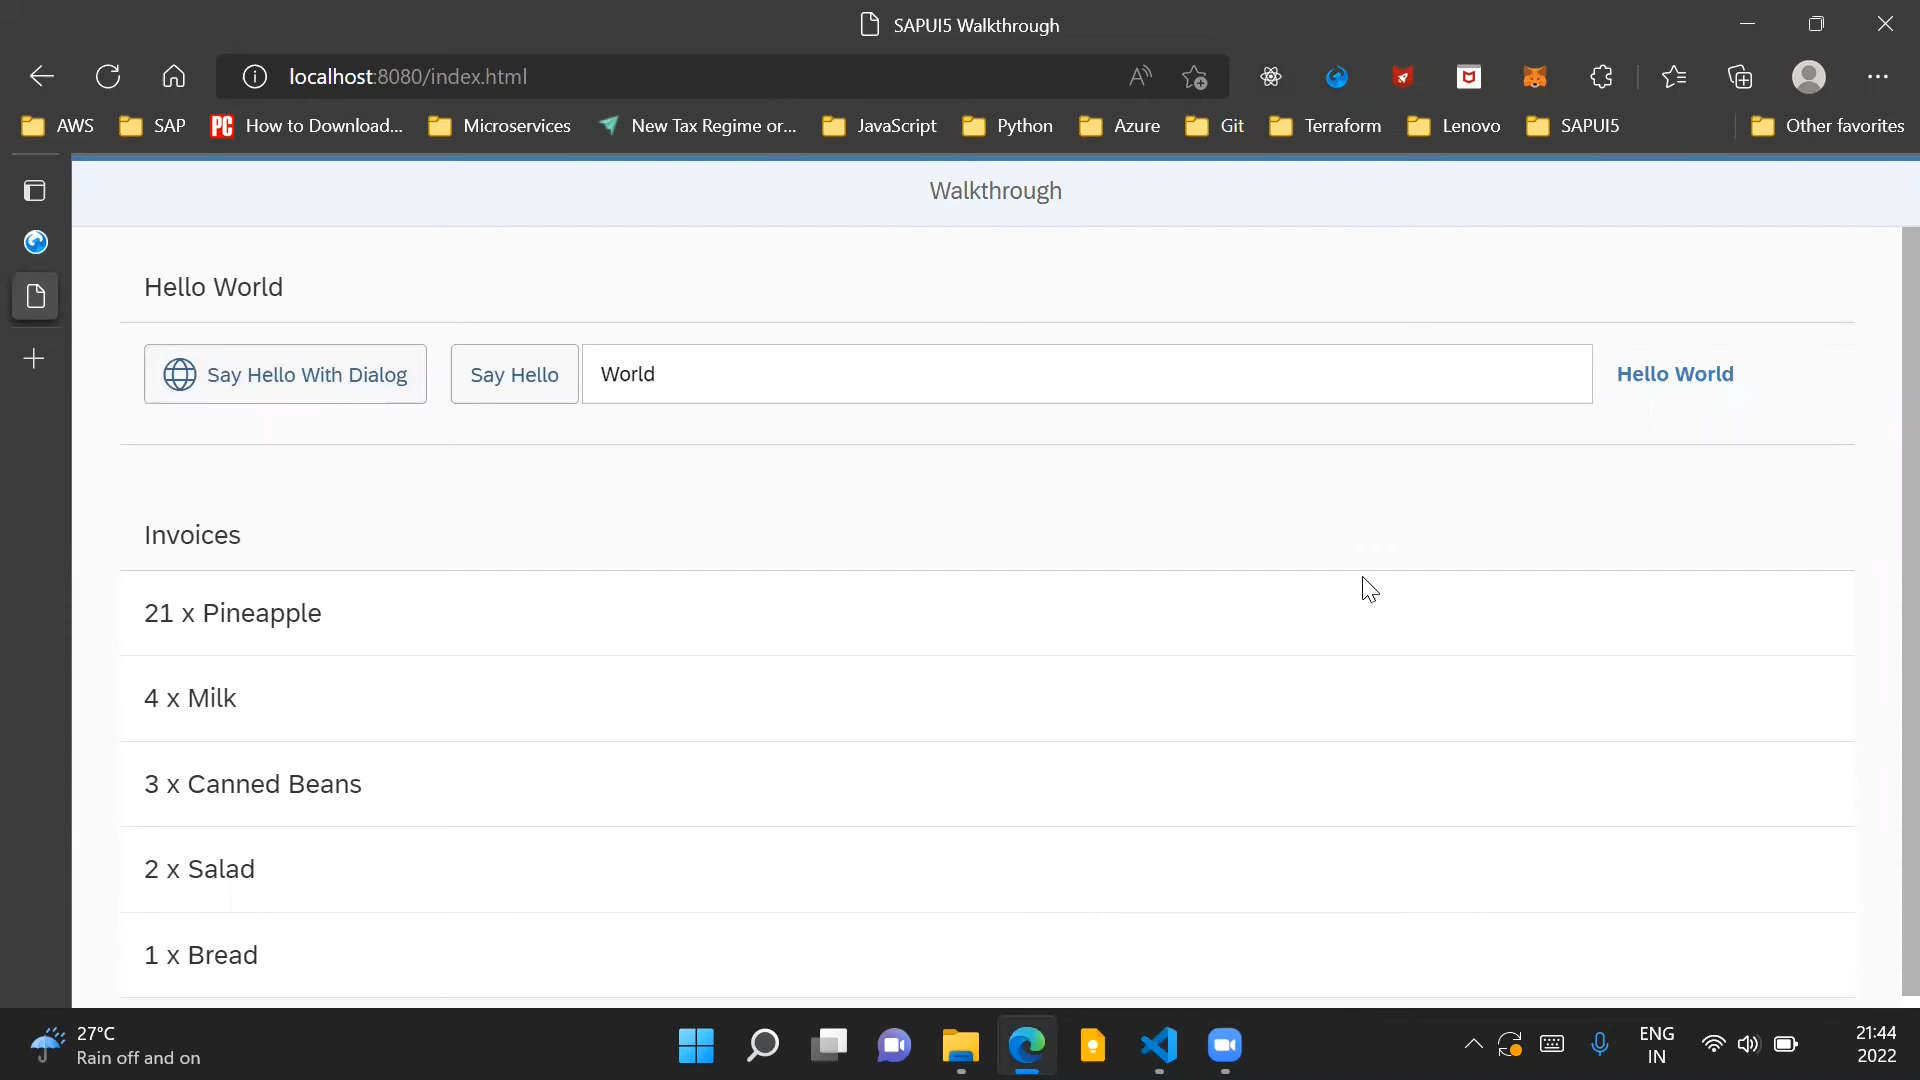 SAPUI5 Walkthrough
localhost:8080/index.html
AWS SAP PC How to Download... Microservices New Tax Regime or... JavaScript Python Azure Git Terraform Lenovo SAPUI5 Other favorites
Walkthrough
Hello World
Say Hello With Dialog Say Hello World Hello World
Invoices
21 x Pineapple
4 x Milk
3 x Canned Beans
2 x Salad
1 x Bread
27°C
Rain off and on
ENG
IN
21:44
2022